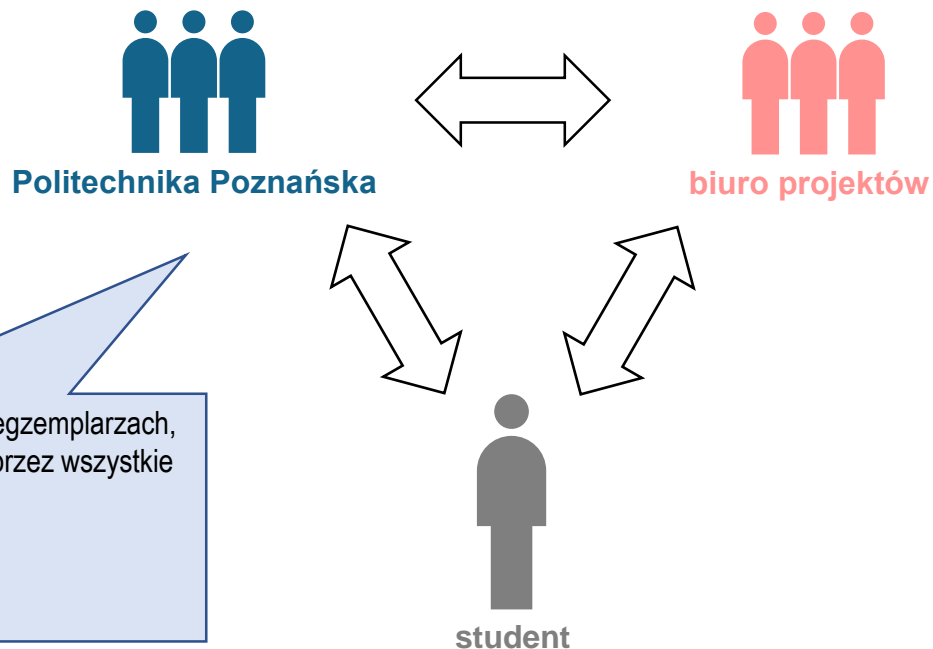 Politechnika Poznańska
biuro projektów
egzemplarzach,
przez wszystkie
student